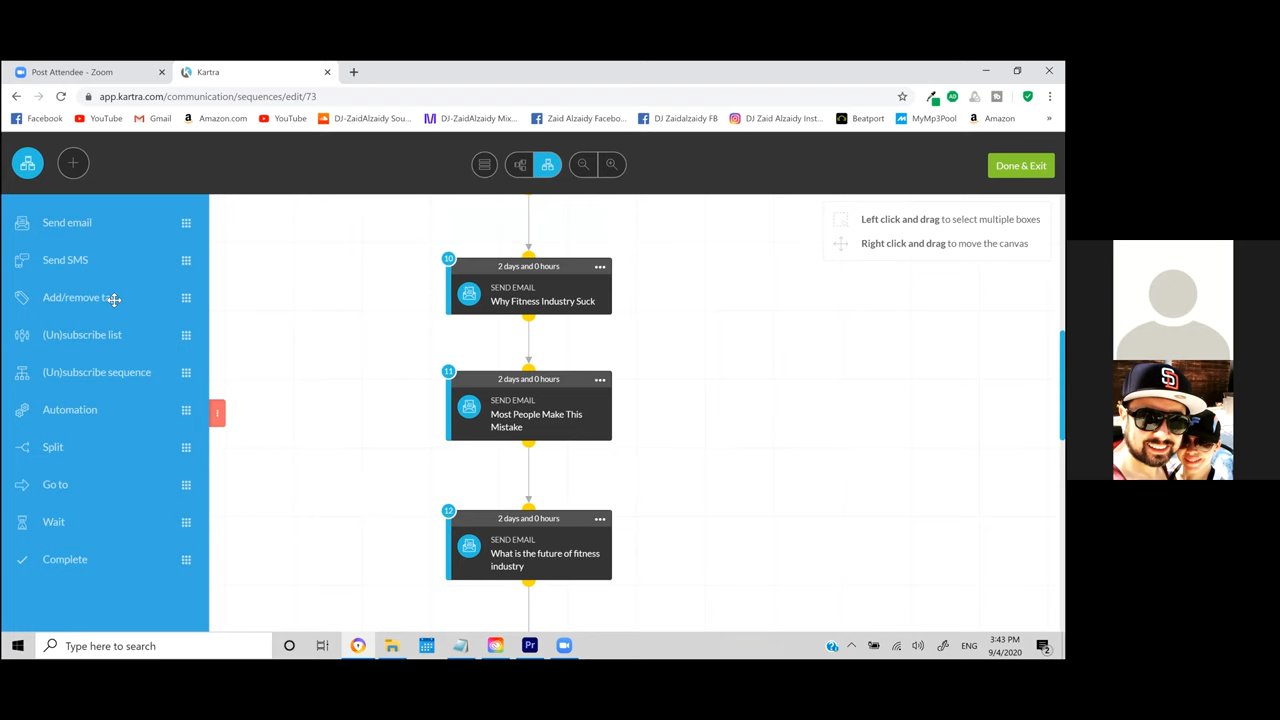 Post Attendee - Zoom
Kartra
app.kartra.com/communication/sequences/edit/73
Facebook
YouTube
Gmail
Amazon.com
YouTube
DJ-ZaidAlzaidy Sou...
DJ-ZaidAlzaidy Mix...
Zaid Alzaidy Facebo...
DJ Zaidalzaidy FB
DJ Zaid Alzaidy Inst...
Beatport
MyMp3Pool
Amazon
»
Done & Exit
Send email
Send SMS
Add/remove
(Un)subscribe list
(Un)subscribe sequence
Automation
Split
Go to
Wait
Complete
Left click and drag to select multiple boxes
Right click and drag to move the canvas
10
2 days and 0 hours
SEND EMAIL
Why Fitness Industry Suck
11
2 days and 0 hours
SEND EMAIL
Most People Make This
Mistake
12
2 days and 0 hours
SEND EMAIL
What is the future of fitness
industry
Type here to search
Pr
ENG
3:43 PM
9/4/2020
2